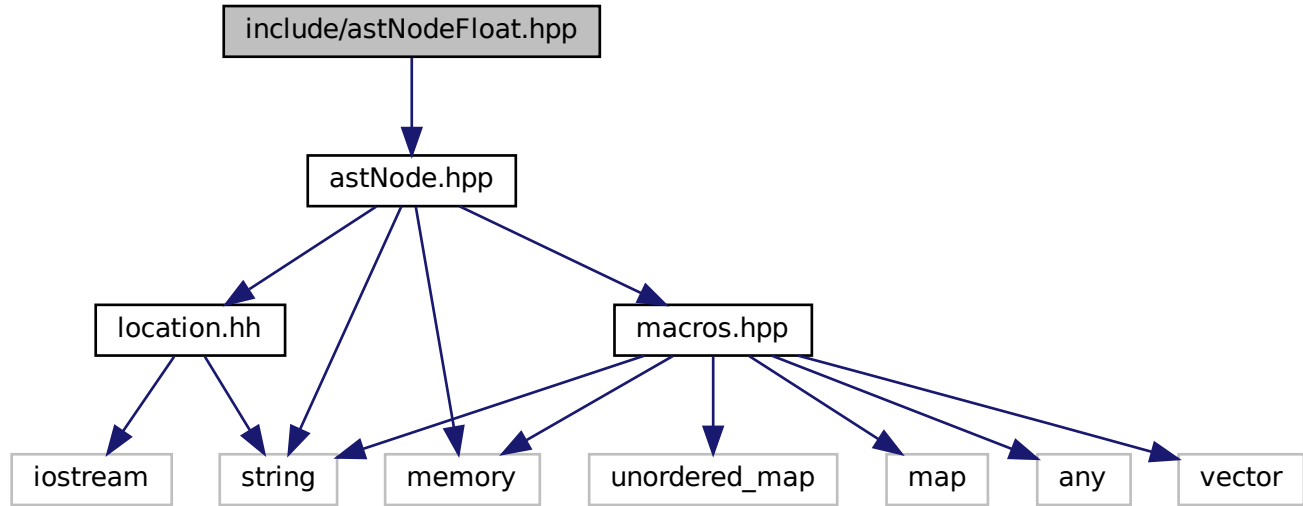 include/astNodeFloat.hpp
astNode.hpp
location.hh
macros.hpp
iostream
string
memory
unordered_map
map
any
vector